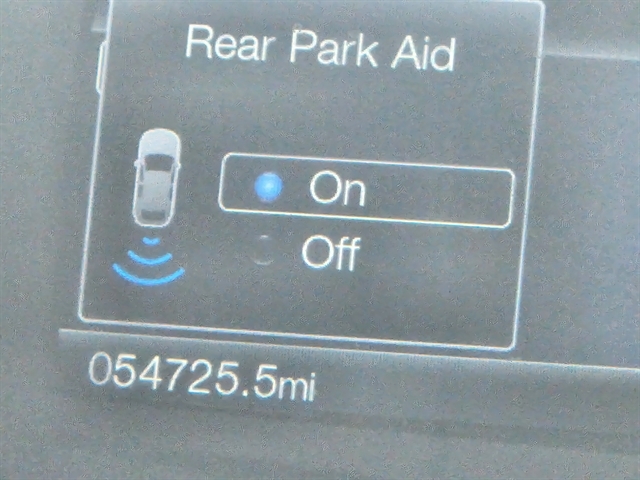 Rear Park Aid
On
Off
054725.5mi